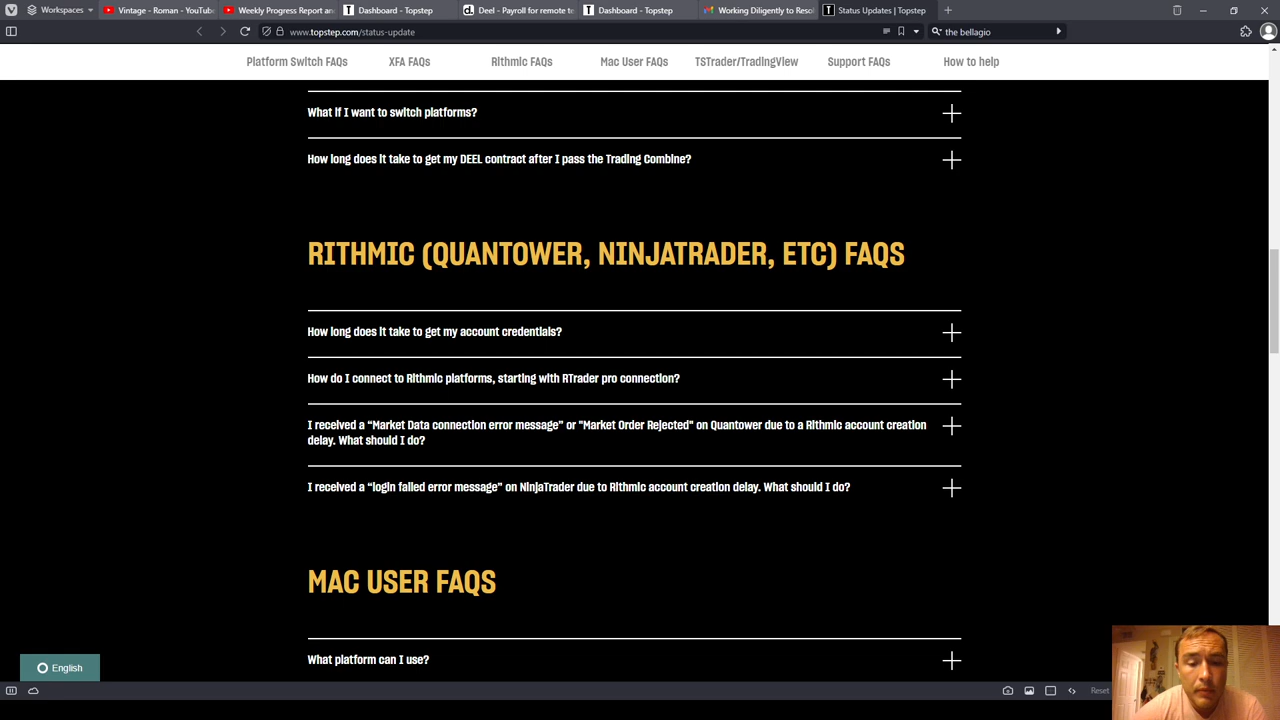 Workspaces
Vintage - Roman - YouTub
Weekly Progress Report an
Dashboard - Topstep
Deel - Payroll for remote te
Dashboard - Topstep
Working Diligently to Resol
Status Updates | Topstep
www.topstep.com/status-update
the bellagio
Platform Switch FAQs
XFA FAQs
Rithmic FAQs
Mac User FAQs
TSTrader/TradingView
Support FAQs
How to help
What if I want to switch platforms?
How long does it take to get my DEEL contract after I pass the Trading Combine?
RITHMIC (QUANTOWER, NINJATRADER, ETC) FAQS
How long does it take to get my account credentials?
How do I connect to Rithmic platforms, starting with RTrader pro connection?
I received a “Market Data connection error message” or "Market Order Rejected" on Quantower due to a Rithmic account creation
delay. What should I do?
I received a “login failed error message” on NinjaTrader due to Rithmic account creation delay. What should I do?
MAC USER FAQS
What platform can I use?
English
Reset